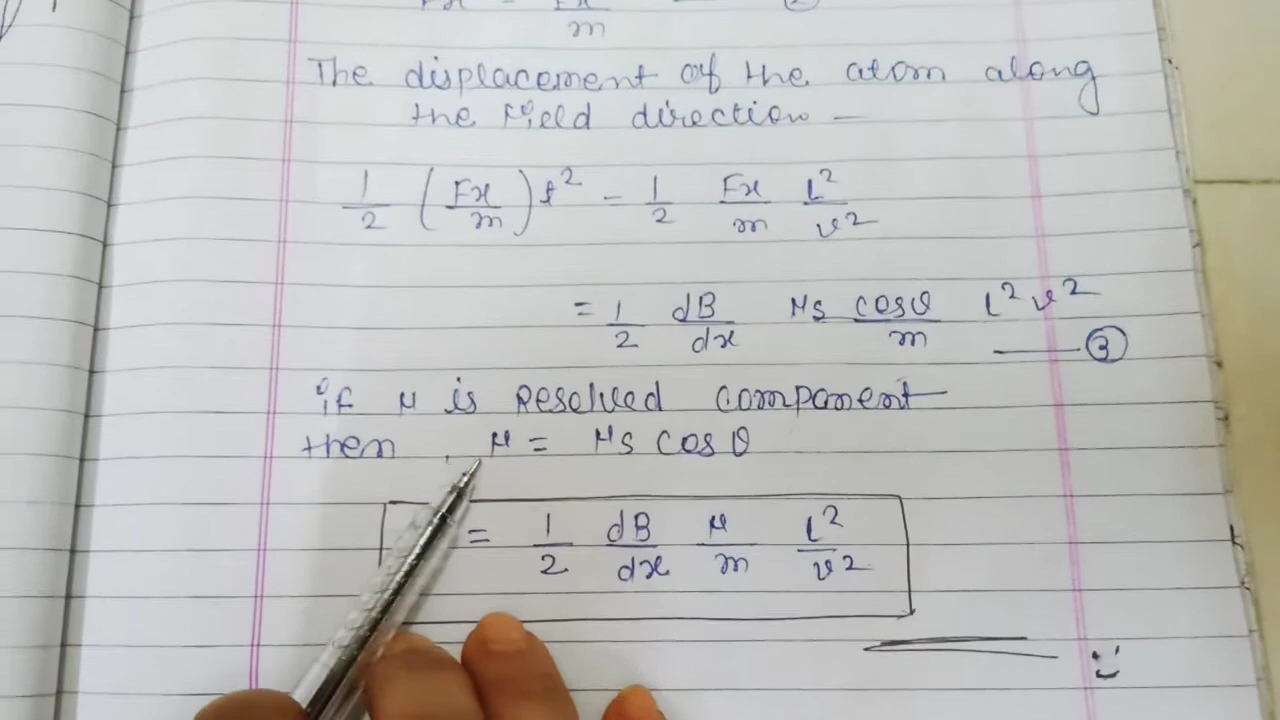 m
The displacement of the atom along
the field direction —
1/2 (Fx/m) t² = 1/2 Fx/m l²/v²
= 1/2 dB/dx μs cosθ/m l² v² —— ③
if μ is Resolved component
then , μ = μs cos θ
= 1/2 dB/dx μ/m l²/v²